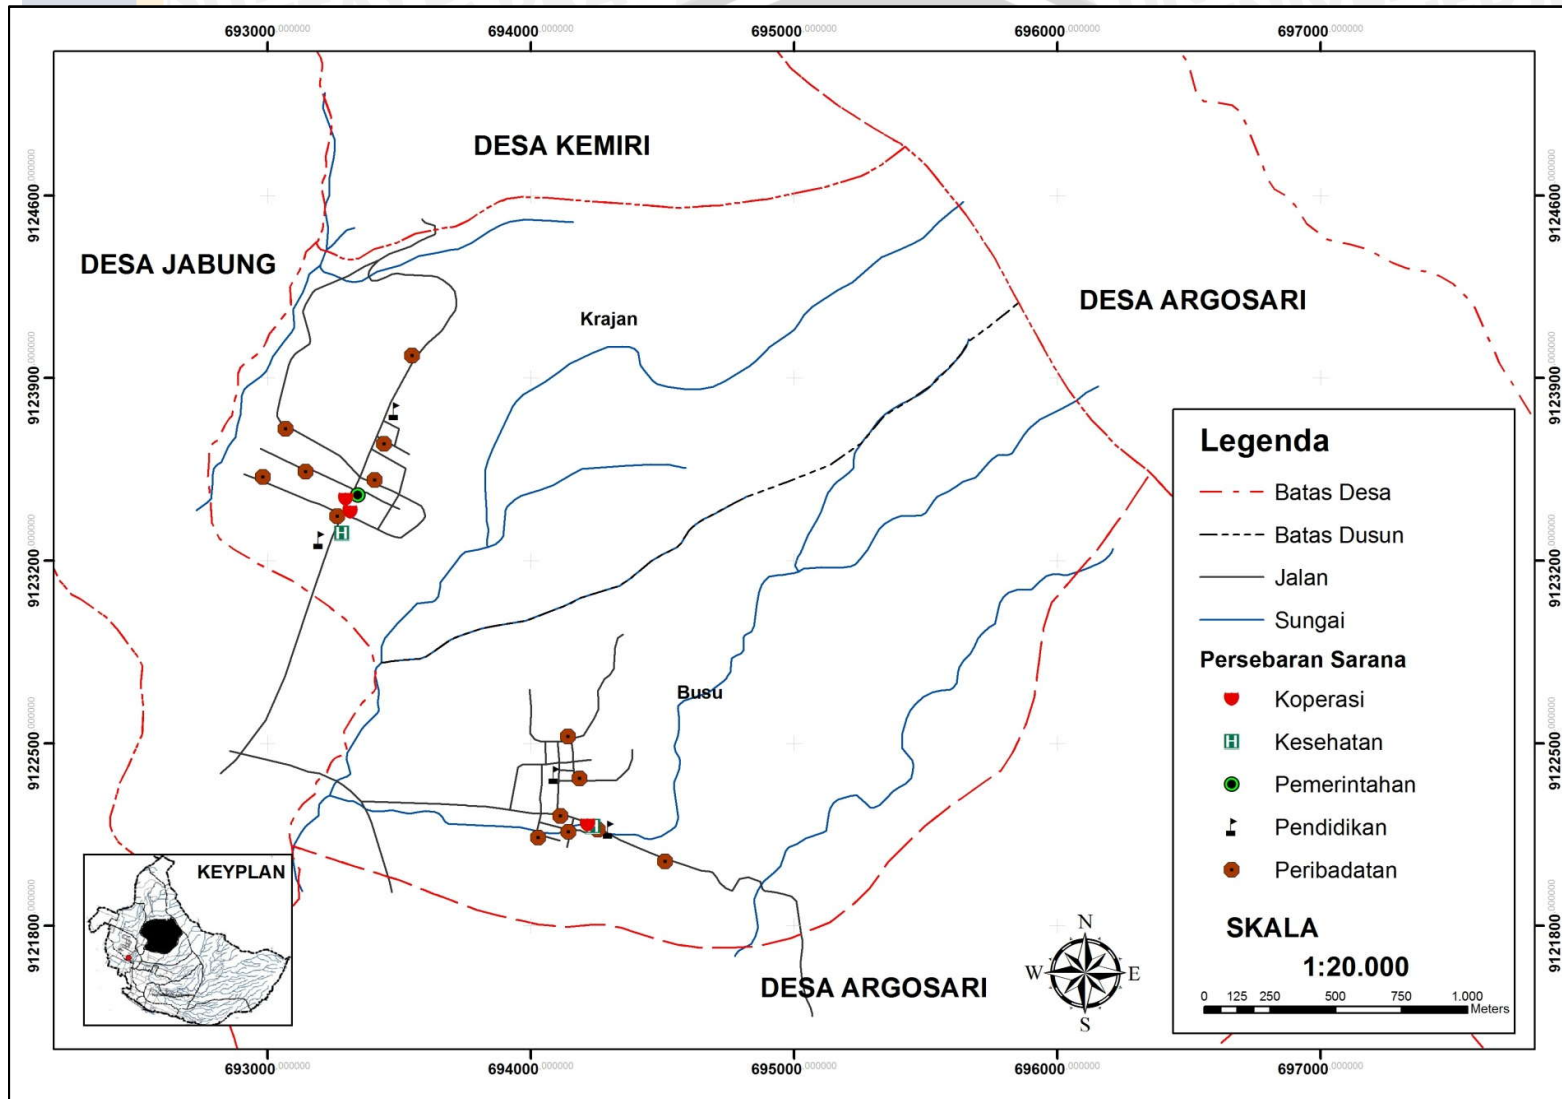 693000.000000 694000.000000 695000.000000 696000.000000 697000.000000
DESA KEMIRI
9124600.000000 9124600.000000
DESA JABUNG
DESA ARGOSARI
Krajan
9123900.000000 9123900.000000
Legenda
Batas Desa
Batas Dusun
9123200.000000 9123200.000000
Jalan
Sungai
Persebaran Sarana
Busu
Koperasi
9122500.000000 9122500.000000
H Kesehatan
Pemerintahan
Pendidikan
Peribadatan
KEYPLAN
9121800.000000 9121800.000000
SKALA
1:20.000
N
W E
S
DESA ARGOSARI
0 125 250 500 750 1.000
Meters
693000.000000 694000.000000 695000.000000 696000.000000 697000.000000